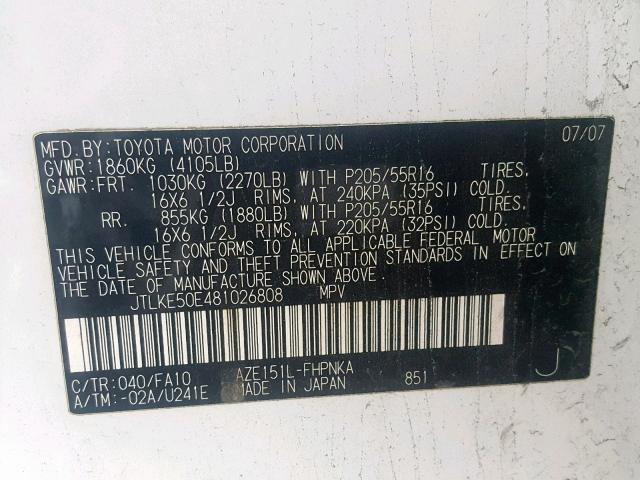 MFD.BY:TOYOTA MOTOR CORPORATION 07/07
GVWR:1860KG (4105LB)
GAWR:FRT. 1030KG (2270LB) WITH P205/55R16 TIRES,
16X6 1/2J RIMS, AT 240KPA (35PSI) COLD.
RR. 855KG (1880LB) WITH P205/55R16 TIRES,
16X6 1/2J RIMS, AT 220KPA (32PSI) COLD.
THIS VEHICLE CONFORMS TO ALL APPLICABLE FEDERAL MOTOR
VEHICLE SAFETY AND THEFT PREVENTION STANDARDS IN EFFECT ON
THE DATE OF MANUFACTURE SHOWN ABOVE.
JTLKE50E481026808 MPV
C/TR:040/FA10 AZE151L-FHPNKA 851 J
A/TM:-02A/U241E MADE IN JAPAN